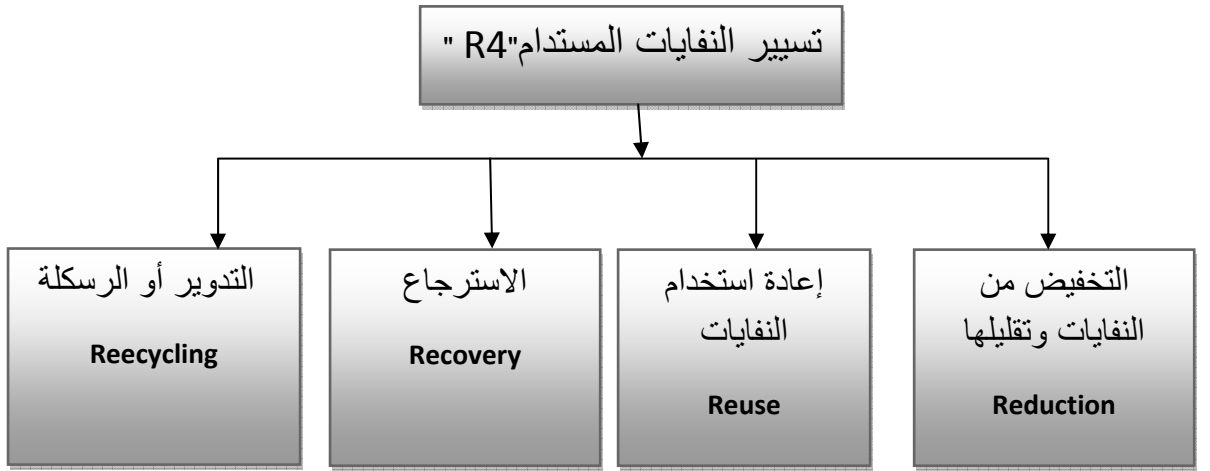 تسيير النفايات المستدام"R4 "
التخفيض من
النفايات وتقليلها
Reduction
إعادة استخدام
النفايات
Reuse
الاسترجاع
Recovery
التدوير أو الرسكلة
Reecycling